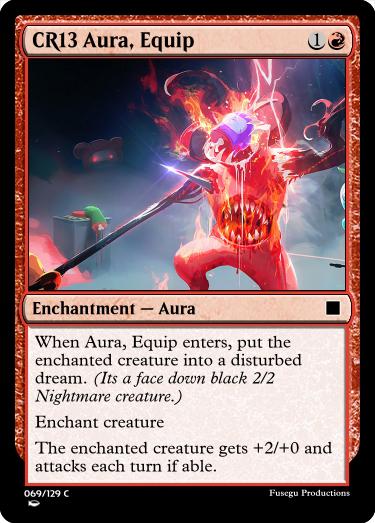 CR13 Aura, Equip
1
Enchantment — Aura
When Aura, Equip enters, put the
enchanted creature into a disturbed
dream. (Its a face down black 2/2
Nightmare creature.)
Enchant creature
The enchanted creature gets +2/+0 and
attacks each turn if able.
069/129 C
Fusegu Productions